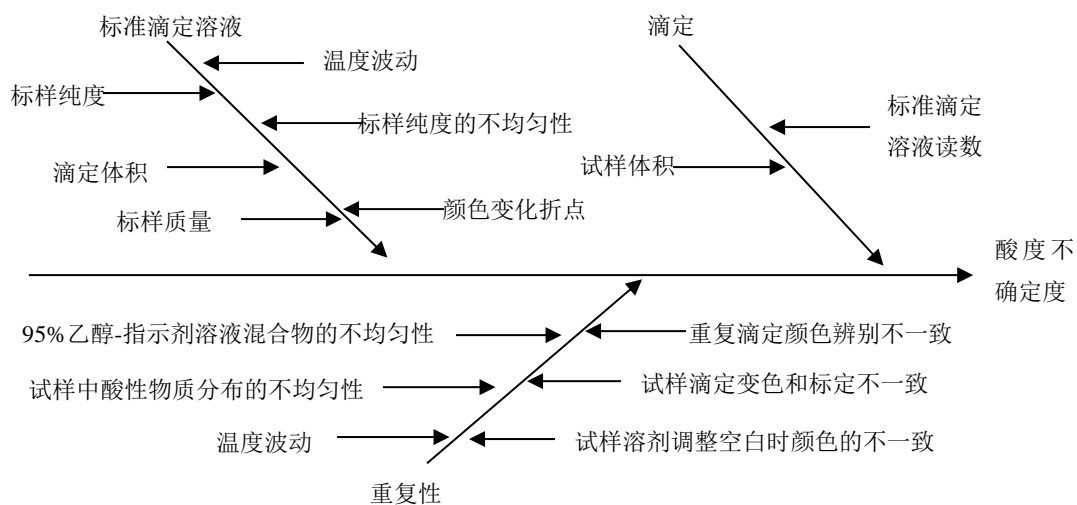 标准滴定溶液
滴定
温度波动
标样纯度
标准滴定
标样纯度的不均匀性
溶液读数
滴定体积
试样体积
标样质量
颜色变化折点
酸度不
确定度
95%乙醇-指示剂溶液混合物的不均匀性
重复滴定颜色辨别不一致
试样中酸性物质分布的不均匀性
试样滴定变色和标定不一致
温度波动
试样溶剂调整空白时颜色的不一致
重复性